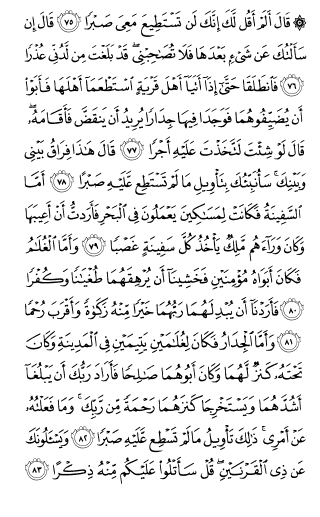 ۞ قَالَ أَلَمْ أَقُل لَّكَ إِنَّكَ لَن تَسْتَطِيعَ مَعِىَ صَبْرًا ۝٧٥ قَالَ إِن
سَأَلْتُكَ عَن شَىْءٍۭ بَعْدَهَا فَلَا تُصَٰحِبْنِى ۖ قَدْ بَلَغْتَ مِن لَّدُنِّى عُذْرًا
۝٧٦ فَٱنطَلَقَا حَتَّىٰٓ إِذَآ أَتَيَآ أَهْلَ قَرْيَةٍ ٱسْتَطْعَمَآ أَهْلَهَا فَأَبَوْا۟
أَن يُضَيِّفُوهُمَا فَوَجَدَا فِيهَا جِدَارًا يُرِيدُ أَن يَنقَضَّ فَأَقَامَهُۥ ۖ
قَالَ لَوْ شِئْتَ لَتَّخَذْتَ عَلَيْهِ أَجْرًا ۝٧٧ قَالَ هَٰذَا فِرَاقُ بَيْنِى
وَبَيْنِكَ ۚ سَأُنَبِّئُكَ بِتَأْوِيلِ مَا لَمْ تَسْتَطِع عَّلَيْهِ صَبْرًا ۝٧٨ أَمَّا
ٱلسَّفِينَةُ فَكَانَتْ لِمَسَٰكِينَ يَعْمَلُونَ فِى ٱلْبَحْرِ فَأَرَدتُّ أَنْ أَعِيبَهَا
وَكَانَ وَرَآءَهُم مَّلِكٌ يَأْخُذُ كُلَّ سَفِينَةٍ غَصْبًا ۝٧٩ وَأَمَّا ٱلْغُلَٰمُ
فَكَانَ أَبَوَاهُ مُؤْمِنَيْنِ فَخَشِينَآ أَن يُرْهِقَهُمَا طُغْيَٰنًا وَكُفْرًا
۝٨٠ فَأَرَدْنَآ أَن يُبْدِلَهُمَا رَبُّهُمَا خَيْرًا مِّنْهُ زَكَوٰةً وَأَقْرَبَ رُحْمًا
۝٨١ وَأَمَّا ٱلْجِدَارُ فَكَانَ لِغُلَٰمَيْنِ يَتِيمَيْنِ فِى ٱلْمَدِينَةِ وَكَانَ
تَحْتَهُۥ كَنزٌ لَّهُمَا وَكَانَ أَبُوهُمَا صَٰلِحًا فَأَرَادَ رَبُّكَ أَن يَبْلُغَآ
أَشُدَّهُمَا وَيَسْتَخْرِجَا كَنزَهُمَا رَحْمَةً مِّن رَّبِّكَ ۚ وَمَا فَعَلْتُهُۥ
عَنْ أَمْرِى ۚ ذَٰلِكَ تَأْوِيلُ مَا لَمْ تَسْطِع عَّلَيْهِ صَبْرًا ۝٨٢ وَيَسْـَٔلُونَكَ
عَن ذِى ٱلْقَرْنَيْنِ ۖ قُلْ سَأَتْلُوا۟ عَلَيْكُم مِّنْهُ ذِكْرًا ۝٨٣